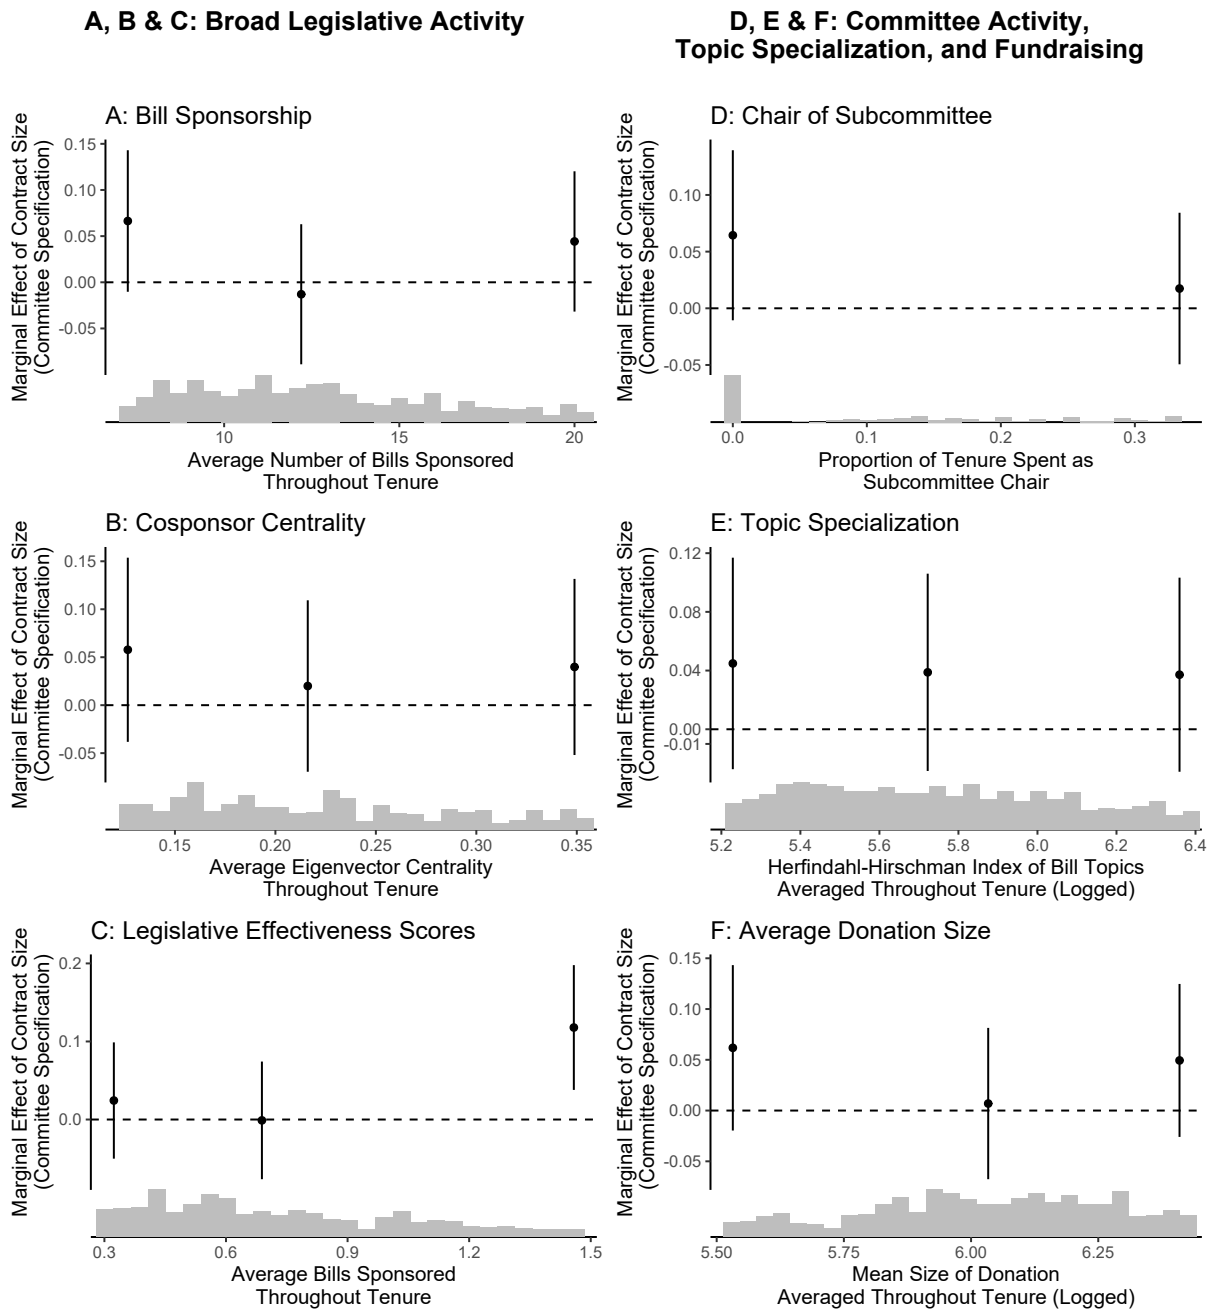 A, B & C: Broad Legislative Activity
D, E & F: Committee Activity,
Topic Specialization, and Fundraising
A: Bill Sponsorship
Marginal Effect of Contract Size
(Committee Specification)
0.15
0.10
0.05
0.00
-0.05
10
15
20
Average Number of Bills Sponsored
Throughout Tenure
D: Chair of Subcommittee
Marginal Effect of Contract Size
(Committee Specification)
0.10
0.05
0.00
-0.05
0.0
0.1
0.2
0.3
Proportion of Tenure Spent as
Subcommittee Chair
B: Cosponsor Centrality
Marginal Effect of Contract Size
(Committee Specification)
0.15
0.10
0.05
0.00
-0.05
0.15
0.20
0.25
0.30
0.35
Average Eigenvector Centrality
Throughout Tenure
E: Topic Specialization
Marginal Effect of Contract Size
(Committee Specification)
0.12
0.08
0.04
0.00
-0.01
5.2
5.4
5.6
5.8
6.0
6.2
6.4
Herfindahl-Hirschman Index of Bill Topics
Averaged Throughout Tenure (Logged)
C: Legislative Effectiveness Scores
Marginal Effect of Contract Size
(Committee Specification)
0.2
0.1
0.0
0.3
0.6
0.9
1.2
1.5
Average Bills Sponsored
Throughout Tenure
F: Average Donation Size
Marginal Effect of Contract Size
(Committee Specification)
0.15
0.10
0.05
0.00
-0.05
5.50
5.75
6.00
6.25
Mean Size of Donation
Averaged Throughout Tenure (Logged)